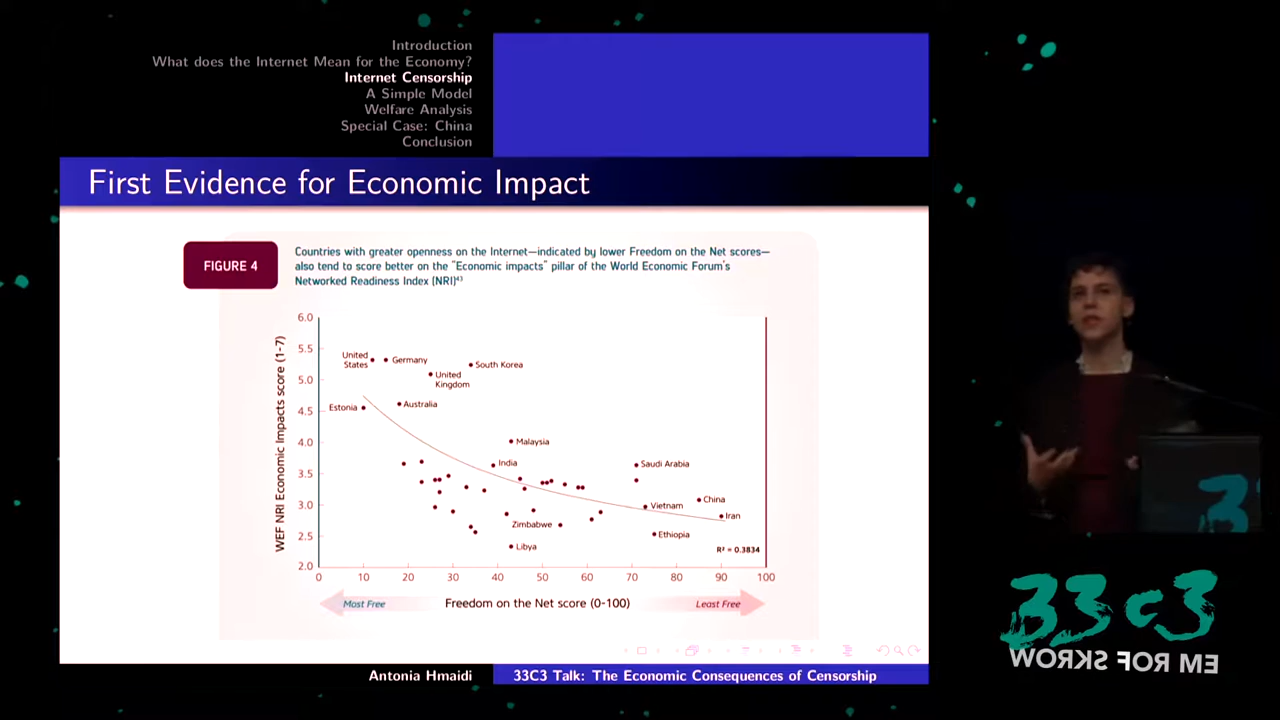 Introduction
What does the Internet Mean for the Economy?
Internet Censorship
A Simple Model
Welfare Analysis
Special Case: China
Conclusion
First Evidence for Economic Impact
FIGURE 4
Countries with greater openness on the Internet—indicated by lower Freedom on the Net scores—
also tend to score better on the "Economic impacts" pillar of the World Economic Forum's
Networked Readiness Index (NRI)⁴³
WEF NRI Economic Impacts score (1-7)
6.0
5.5
5.0
4.5
4.0
3.5
3.0
2.5
2.0
United
States
Germany
South Korea
United
Kingdom
Estonia
Australia
Malaysia
India
Saudi Arabia
China
Vietnam
Iran
Zimbabwe
Ethiopia
Libya
R² = 0.3834
0 10 20 30 40 50 60 70 80 90 100
Most Free
Freedom on the Net score (0-100)
Least Free
Antonia Hmaidi
33C3 Talk: The Economic Consequences of Censorship
33c3
WORKS FOR ME